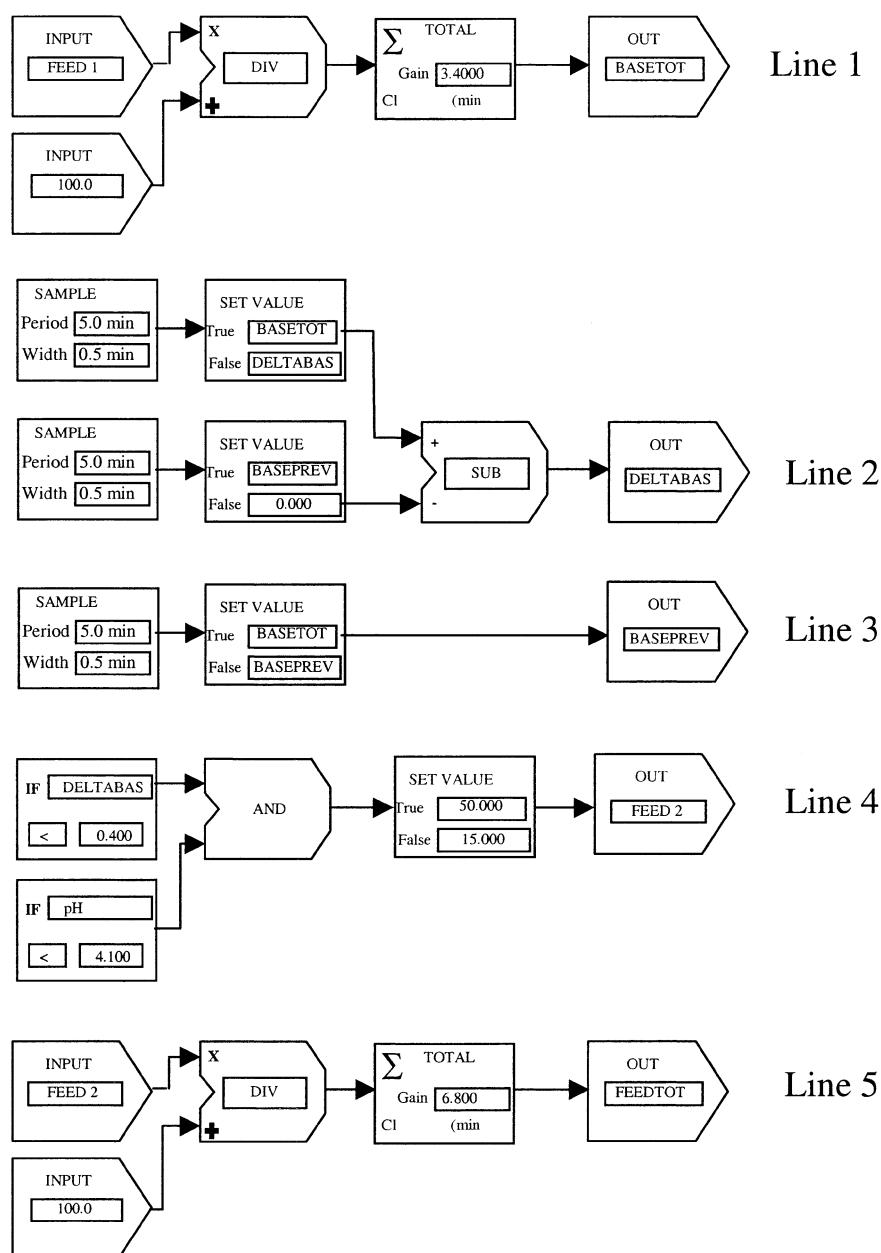 INPUT
FEED 1
X
DIV
✚
INPUT
100.0
Σ TOTAL
Gain 3.4000
Cl (min
OUT
BASETOT
Line 1
SAMPLE
Period 5.0 min
Width 0.5 min
SET VALUE
True BASETOT
False DELTABAS
SAMPLE
Period 5.0 min
Width 0.5 min
SET VALUE
True BASEPREV
False 0.000
+
SUB
-
OUT
DELTABAS
Line 2
SAMPLE
Period 5.0 min
Width 0.5 min
SET VALUE
True BASETOT
False BASEPREV
OUT
BASEPREV
Line 3
IF DELTABAS
< 0.400
IF pH
< 4.100
AND
SET VALUE
True 50.000
False 15.000
OUT
FEED 2
Line 4
INPUT
FEED 2
X
DIV
✚
INPUT
100.0
Σ TOTAL
Gain 6.800
Cl (min
OUT
FEEDTOT
Line 5